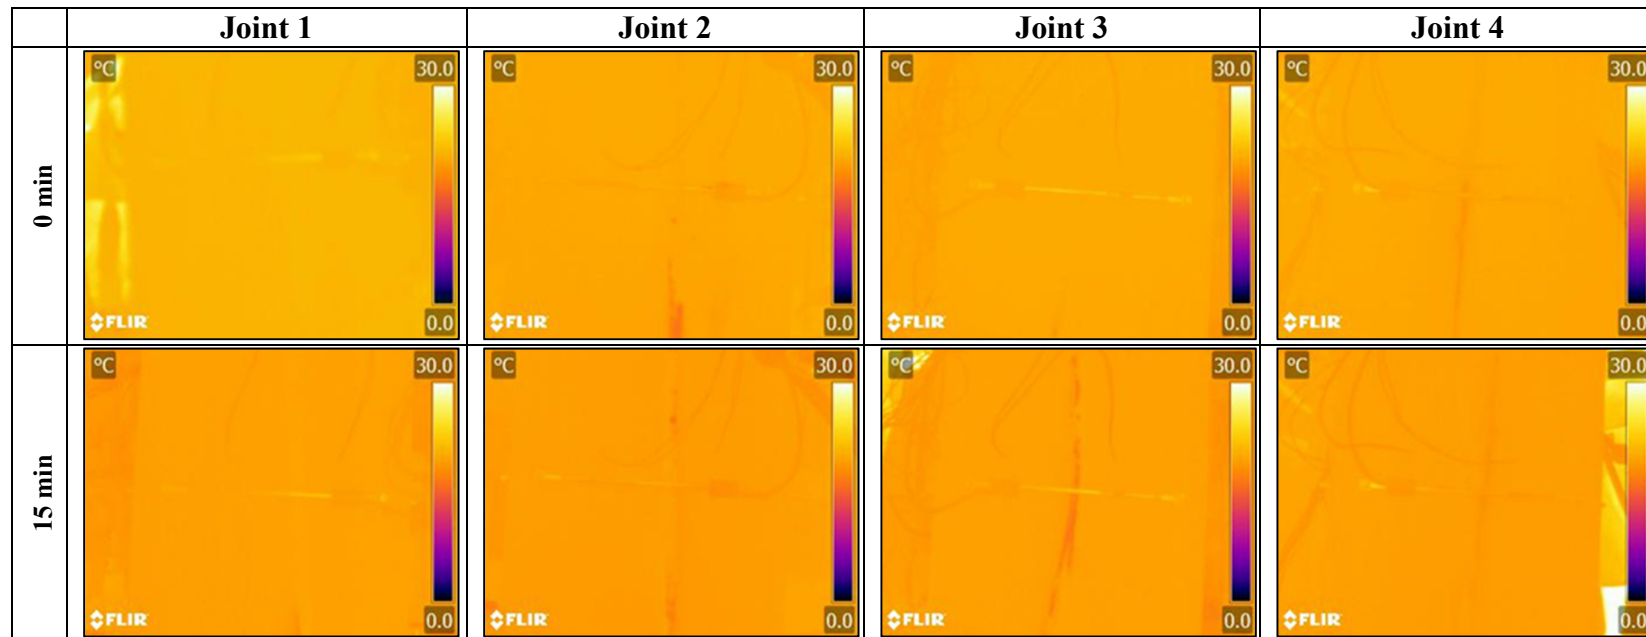 Joint 1 Joint 2 Joint 3 Joint 4
0 min
°C 30.0 °C 30.0 °C 30.0 °C 30.0
FLIR 0.0 FLIR 0.0 FLIR 0.0 FLIR 0.0
15 min
°C 30.0 °C 30.0 °C 30.0 °C 30.0
FLIR 0.0 FLIR 0.0 FLIR 0.0 FLIR 0.0